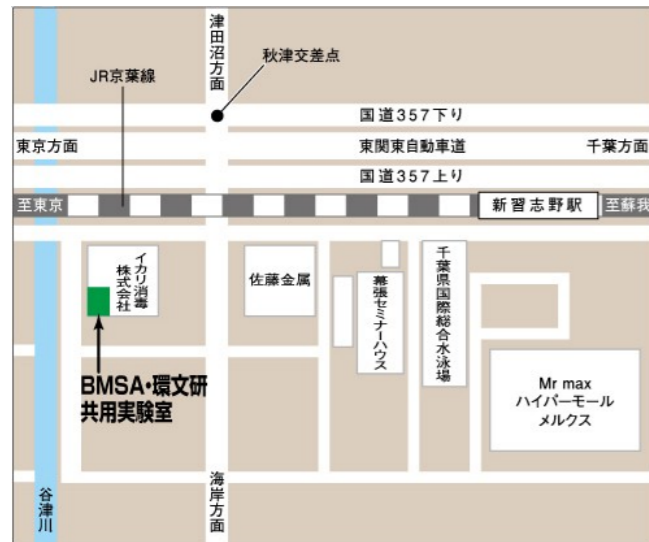 津田沼方面
秋津交差点
JR京葉線
国道357下り
東京方面
東関東自動車道
千葉方面
国道357上り
至東京
新習志野駅
至蘇我
イカリ消毒
株式会社
佐藤金属
幕張セミナーハウス
千葉県国際総合水泳場
BMSA・環文研
共用実験室
Mr max
ハイパーモール
メルクス
谷津川
海岸方面